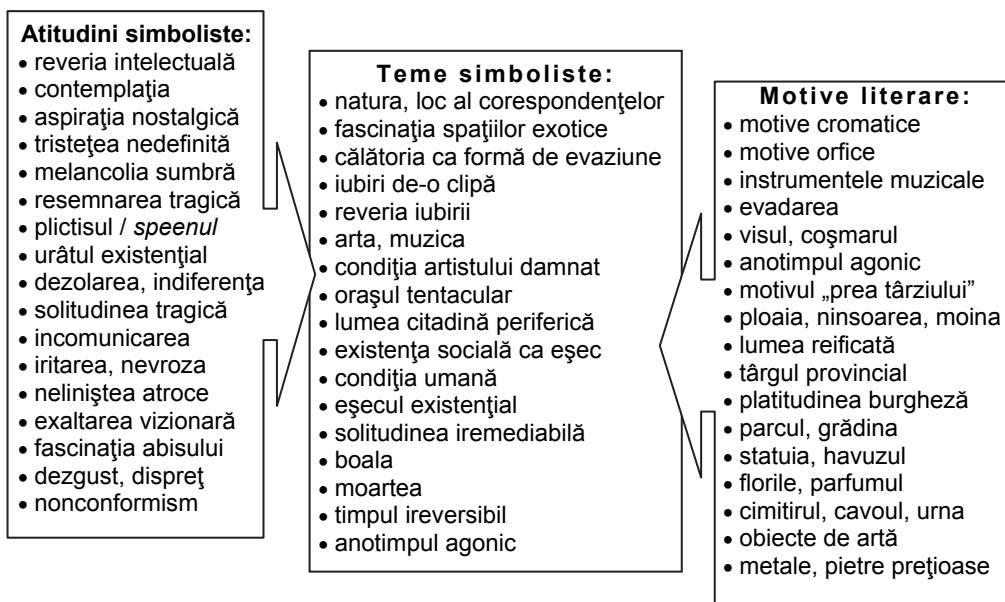 Atitudini simboliste:
• reveria intelectuală
• contemplaţia
• aspiraţia nostalgică
• tristeţea nedefinită
• melancolia sumbră
• resemnarea tragică
• plictisul / speenul
• urâtul existenţial
• dezolarea, indiferenţa
• solitudinea tragică
• incomunicarea
• iritarea, nevroza
• neliniştea atroce
• exaltarea vizionară
• fascinaţia abisului
• dezgust, dispreţ
• nonconformism
Teme simboliste:
• natura, loc al corespondenţelor
• fascinaţia spaţiilor exotice
• călătoria ca formă de evaziune
• iubiri de-o clipă
• reveria iubirii
• arta, muzica
• condiţia artistului damnat
• oraşul tentacular
• lumea citadină periferică
• existenţa socială ca eşec
• condiţia umană
• eşecul existenţial
• solitudinea iremediabilă
• boala
• moartea
• timpul ireversibil
• anotimpul agonic
Motive literare:
• motive cromatice
• motive orfice
• instrumentele muzicale
• evadarea
• visul, coşmarul
• anotimpul agonic
• motivul „prea târziului”
• ploaia, ninsoarea, moina
• lumea reificată
• târgul provincial
• platitudinea burgheză
• parcul, grădina
• statuia, havuzul
• florile, parfumul
• cimitirul, cavoul, urna
• obiecte de artă
• metale, pietre preţioase